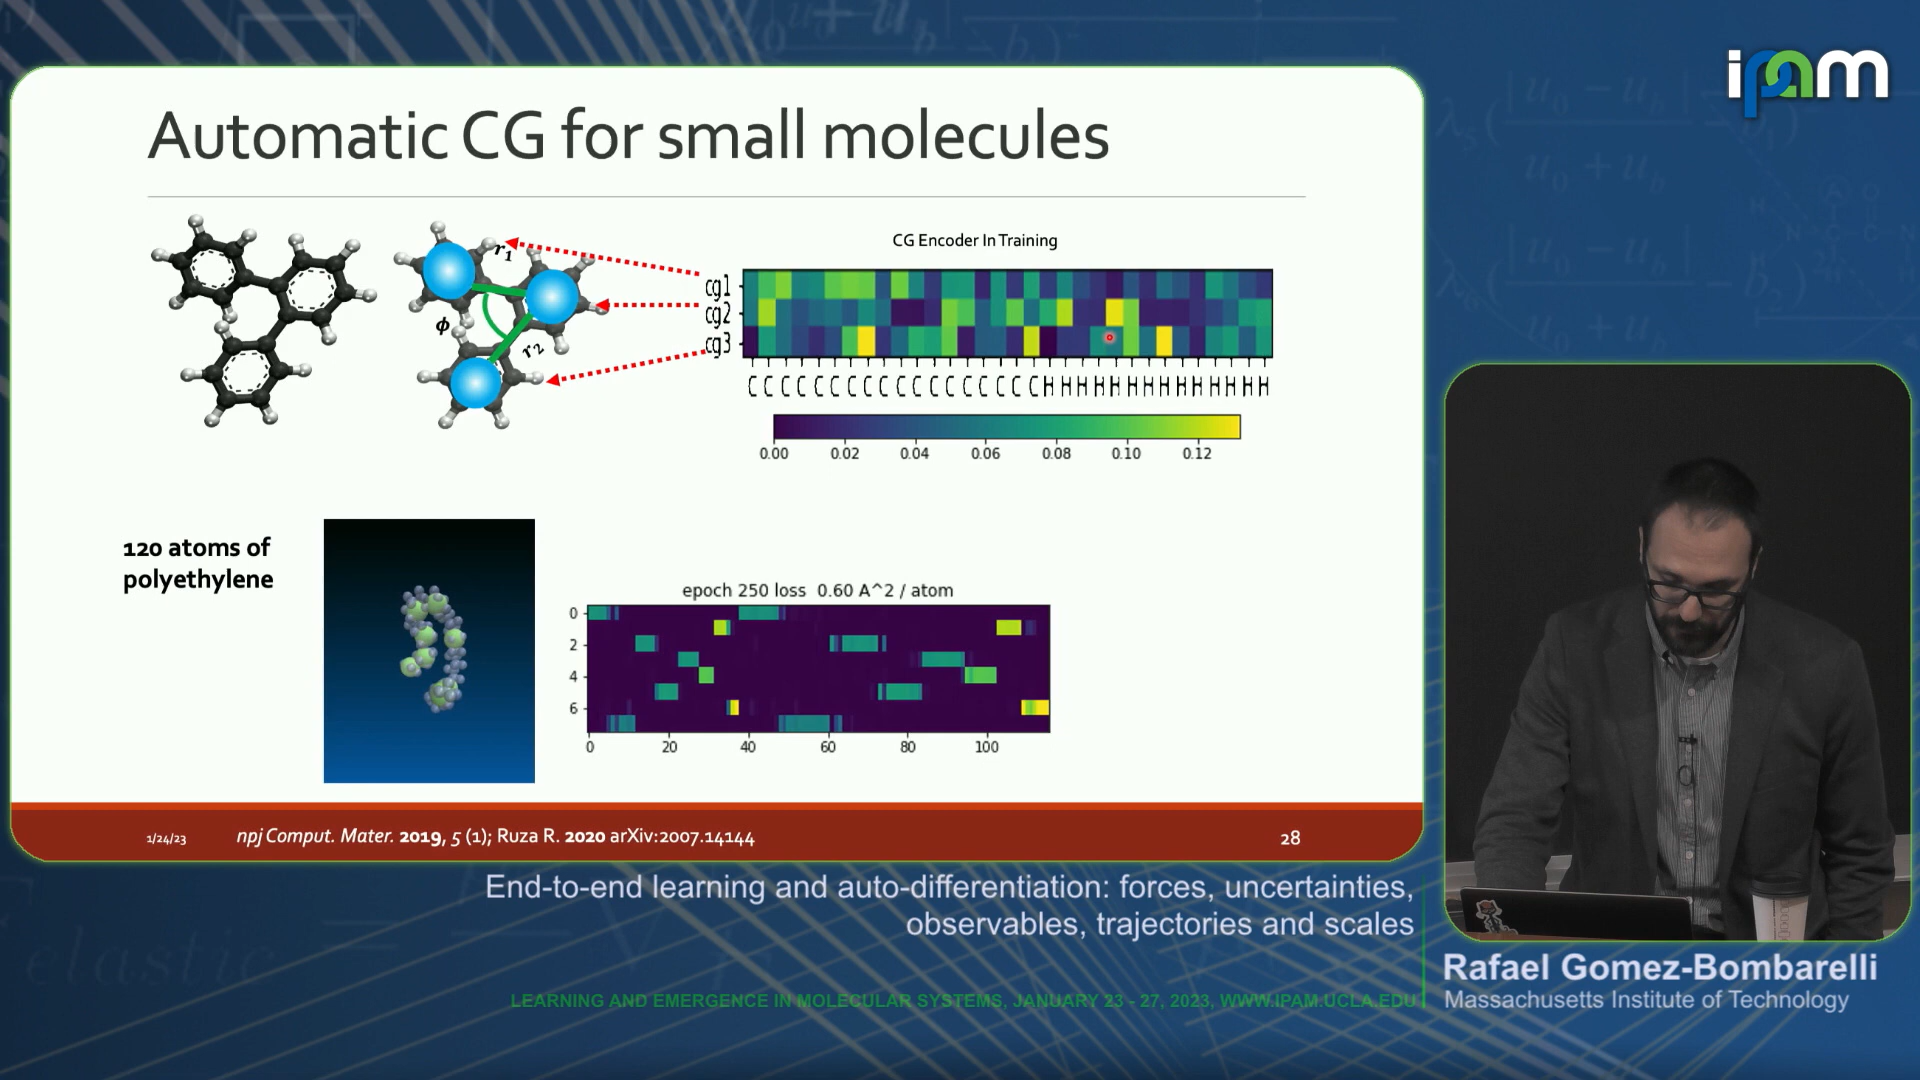 ipam
Automatic CG for small molecules
r1
ϕ
r2
CG Encoder In Training
cg1
cg2
cg3
C C C C C C C C C C C C C C C C C C H H H H H H H H H H H H H H
0.00 0.02 0.04 0.06 0.08 0.10 0.12
120 atoms of
polyethylene
epoch 250 loss 0.60 A^2 / atom
0
2
4
6
0 20 40 60 80 100
1/24/23 npj Comput. Mater. 2019, 5 (1); Ruza R. 2020 arXiv:2007.14144 28
End-to-end learning and auto-differentiation: forces, uncertainties,
observables, trajectories and scales
Rafael Gomez-Bombarelli
Massachusetts Institute of Technology
LEARNING AND EMERGENCE IN MOLECULAR SYSTEMS, JANUARY 23 - 27, 2023, WWW.IPAM.UCLA.EDU
elastic